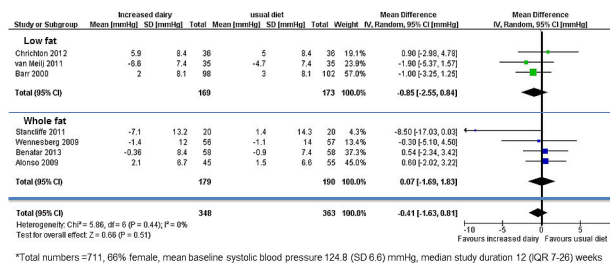 Increased dairy usual diet Mean Difference Mean Difference
Study or Subgroup Mean [mmHg] SD [mmHg] Total Mean [mmHg] SD [mmHg] Total Weight IV, Random, 95% CI [mmHg] IV, Random, 95% CI [mmHg]
Low fat
Chrichton 2012 5.9 8.4 36 5 8.4 36 19.1% 0.90 [-2.98, 4.78]
van Meilj 2011 -6.6 7.4 35 -4.7 7.4 35 23.9% -1.90 [-5.37, 1.57]
Barr 2000 2 8.1 98 3 8.1 102 57.0% -1.00 [-3.25, 1.25]
Total (95% CI) 169 173 100.0% -0.85 [-2.55, 0.84]
Whole fat
Stancliffe 2011 -7.1 13.2 20 1.4 14.3 20 4.2% -8.50 [-17.03, 0.03]
Wennesberg 2009 -1.4 12 56 -1.1 14 57 13.4% -0.30 [-5.10, 4.50]
Benatar 2013 -0.36 8.4 58 -0.9 7.4 58 37.3% 0.54 [-2.34, 3.42]
Alonso 2009 2.1 6.7 45 1.5 6.6 55 45.1% 0.60 [-2.02, 3.22]
Total (95% CI) 179 190 100.0% 0.07 [-1.69, 1.83]
Total (95% CI) 348 363 100.0% -0.41 [-1.63, 0.81]
Heterogeneity: Chi² = 5.86, df = 6 (P = 0.44); I² = 0%
Test for overall effect: Z = 0.66 (P = 0.51)
-10 -5 0 5 10
Favours increased dairy Favours usual diet
*Total numbers =711, 66% female, mean baseline systolic blood pressure 124.8 (SD 6.6) mmHg, median study duration 12 (IQR 7-26) weeks